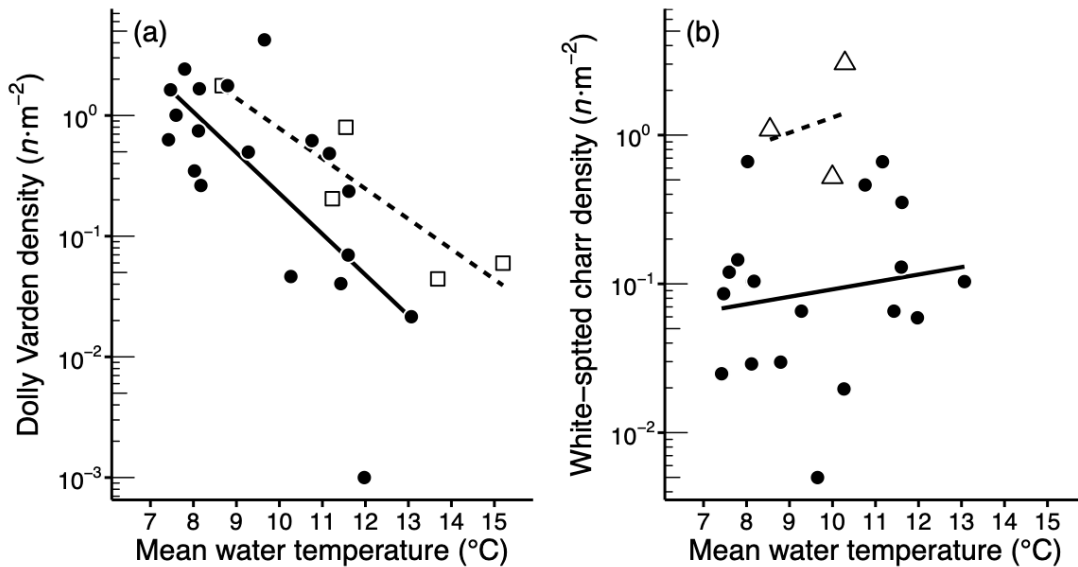 (a)
Dolly Varden density (n·m⁻²)
10⁰
10⁻¹
10⁻²
10⁻³
7 8 9 10 11 12 13 14 15
Mean water temperature (°C)
(b)
White–sptted charr density (n·m⁻²)
10⁰
10⁻¹
10⁻²
7 8 9 10 11 12 13 15
Mean water temperature (°C)